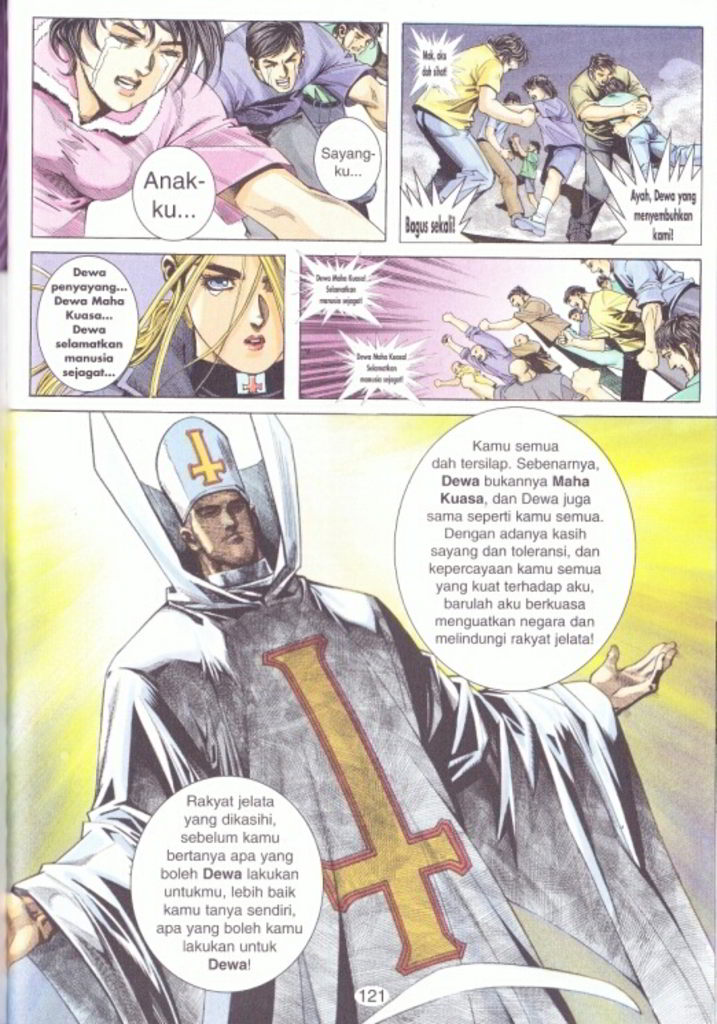 Anak-
ku...
Sayang-
ku...
Mak, aku
dah sihat!
Bagus sekali!
Ayah, Dewa yang
menyembuhkan
kami!
Dewa
penyayang...
Dewa Maha
Kuasa...
Dewa
selamatkan
manusia
sejagat...
Dewa Maha Kuasa!
Selamatkan
manusia sejagat!
Dewa Maha Kuasa!
Selamatkan
manusia sejagat!
Kamu semua
dah tersilap. Sebenarnya,
Dewa bukannya Maha
Kuasa, dan Dewa juga
sama seperti kamu semua.
Dengan adanya kasih
sayang dan toleransi, dan
kepercayaan kamu semua
yang kuat terhadap aku,
barulah aku berkuasa
menguatkan negara dan
melindungi rakyat jelata!
Rakyat jelata
yang dikasihi,
sebelum kamu
bertanya apa yang
boleh Dewa lakukan
untukmu, lebih baik
kamu tanya sendiri,
apa yang boleh kamu
lakukan untuk
Dewa!
121